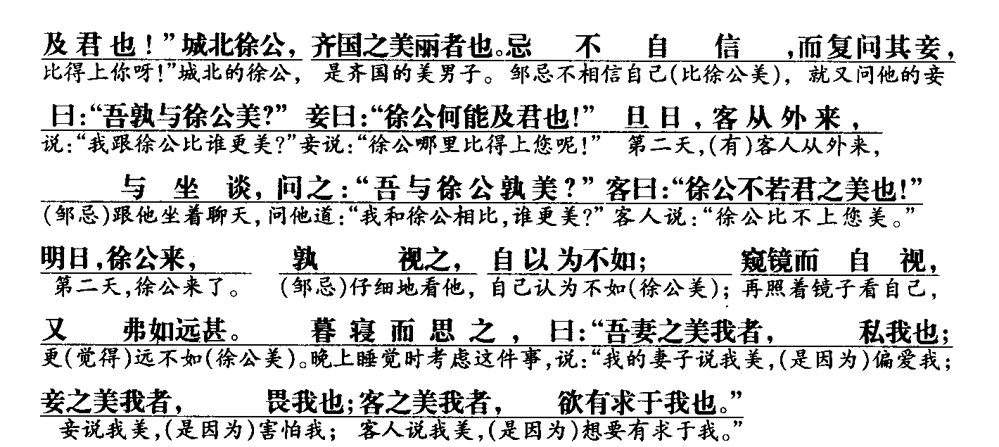 及君也！”城北徐公，齐国之美丽者也。忌不自信，而复问其妾，
比得上你呀！”城北的徐公，是齐国的美男子。邹忌不相信自己(比徐公美)，就又问他的妾
曰：“吾孰与徐公美？”妾曰：“徐公何能及君也！”旦日，客从外来，
说：“我跟徐公比谁更美？”妾说：“徐公哪里比得上您呢！”第二天，(有)客人从外来，
与坐谈，问之：“吾与徐公孰美？”客曰：“徐公不若君之美也！”
(邹忌)跟他坐着聊天，问他道：“我和徐公相比，谁更美？”客人说：“徐公比不上您美。”
明日，徐公来，孰视之，自以为不如；窥镜而自视，
第二天，徐公来了。(邹忌)仔细地看他，自己认为不如(徐公美)；再照着镜子看自己，
又弗如远甚。暮寝而思之，曰：“吾妻之美我者，私我也；
更(觉得)远不如(徐公美)。晚上睡觉时考虑这件事，说：“我的妻子说我美，(是因为)偏爱我；
妾之美我者，畏我也；客之美我者，欲有求于我也。”
妾说我美，(是因为)害怕我；客人说我美，(是因为)想要有求于我。”